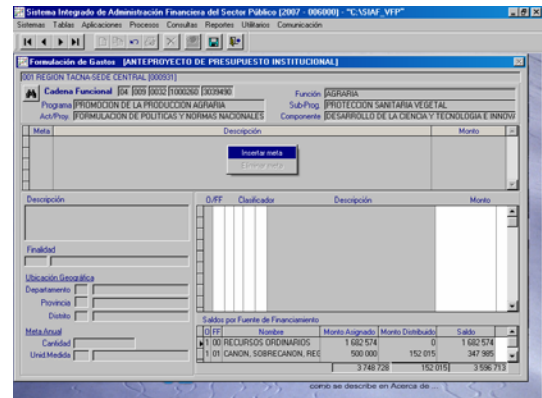 Sistema Integrado de Administración Financiera del Sector Público [2007 - 006000] - "C:\SIAF_VFP"
Sistemas Tablas Aplicaciones Procesos Consultas Reportes Utilitarios Comunicación
Formulación de Gastos [ANTEPROYECTO DE PRESUPUESTO INSTITUCIONAL]
001 REGION TACNA-SEDE CENTRAL [000931]
Cadena Funcional 04 009 0032 1000260 3039490 Función AGRARIA
Programa PROMOCION DE LA PRODUCCION AGRARIA Sub-Prog. PROTECCION SANITARIA VEGETAL
Act/Proy. FORMULACION DE POLITICAS Y NORMAS NACIONALES Componente DESARROLLO DE LA CIENCIA Y TECNOLOGIA E INNOV
Meta Descripción Monto
Insertar meta
Eliminar meta
Descripción O/FF Clasificador Descripción Monto
Finalidad
Ubicación Geográfica
Departamento
Provincia
Distrito
Saldos por Fuente de Financiamiento
Meta Anual O FF Nombre Monto Asignado Monto Distribuido Saldo
Cantidad 1 00 RECURSOS ORDINARIOS 1 682 574 0 1 682 574
Unid.Medida 1 01 CANON, SOBRECANON, REG 500 000 152 015 347 985
3 748 728 152 015 3 596 713
como se describe en Acerca de ...